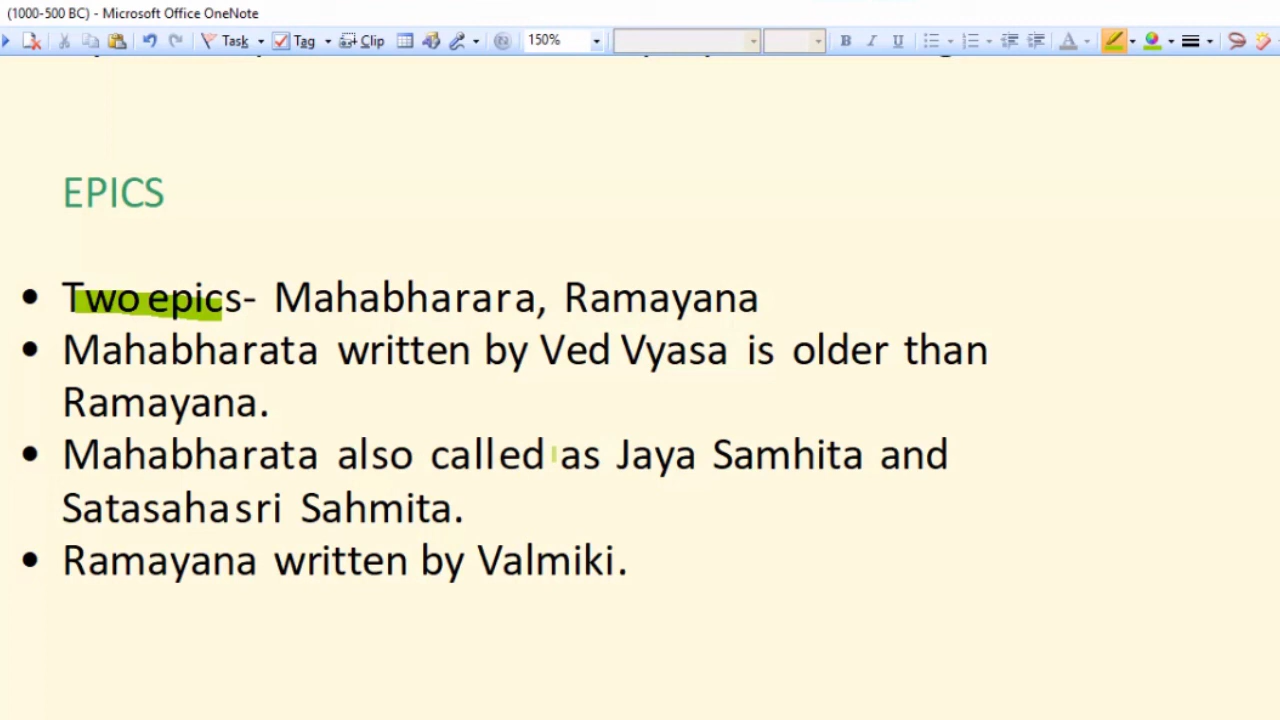 (1000-500 BC) - Microsoft Office OneNote
Task Tag Clip 150% B I U A
EPICS
• Two epics- Mahabharara, Ramayana
• Mahabharata written by Ved Vyasa is older than
Ramayana.
• Mahabharata also called as Jaya Samhita and
Satasahasri Sahmita.
• Ramayana written by Valmiki.